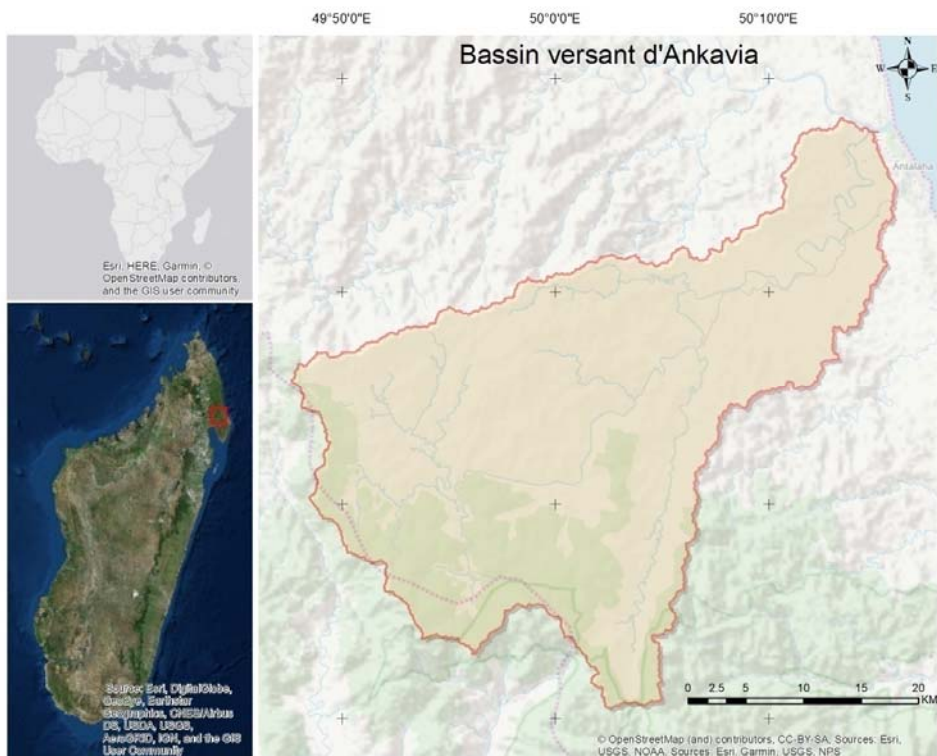 49°50'0"E 50°0'0"E 50°10'0"E
Bassin versant d'Ankavia
N
W E
S
Antalaha
Esri, HERE, Garmin, ©
OpenStreetMap contributors,
and the GIS user community
Source: Esri, DigitalGlobe,
GeoEye, Earthstar
Geographics, CNES/Airbus
DS, USDA, USGS,
AeroGRID, IGN, and the GIS
User Community
0 2.5 5 10 15 20
KM
© OpenStreetMap (and) contributors, CC-BY-SA, Sources: Esri,
USGS, NOAA, Sources: Esri, Garmin, USGS, NPS